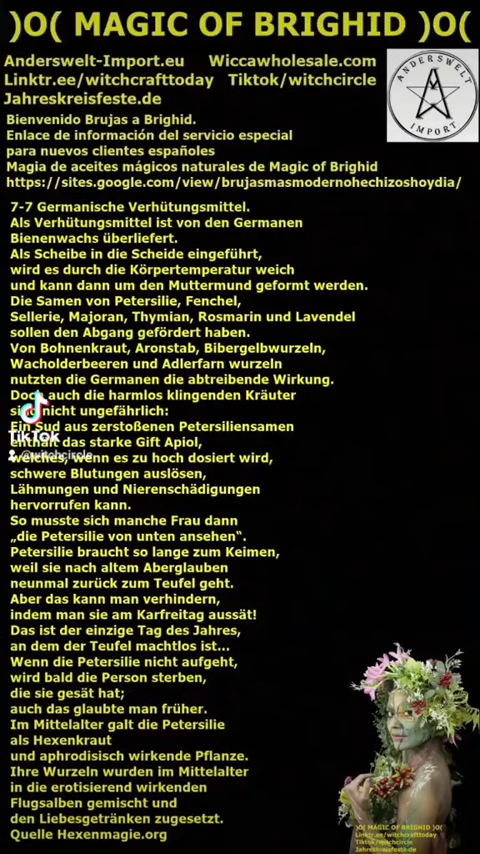 )O( MAGIC OF BRIGHID )O(
Anderswelt-Import.eu Wiccawholesale.com
Linktr.ee/witchcrafttoday Tiktok/witchcircle
Jahreskreisfeste.de
ANDERSWELT
IMPORT
Bienvenido Brujas a Brighid.
Enlace de información del servicio especial
para nuevos clientes españoles
Magia de aceites mágicos naturales de Magic of Brighid
https://sites.google.com/view/brujasmasmodernohechizoshoydia/
7-7 Germanische Verhütungsmittel.
Als Verhütungsmittel ist von den Germanen
Bienenwachs überliefert.
Als Scheibe in die Scheide eingeführt,
wird es durch die Körpertemperatur weich
und kann dann um den Muttermund geformt werden.
Die Samen von Petersilie, Fenchel,
Sellerie, Majoran, Thymian, Rosmarin und Lavendel
sollen den Abgang gefördert haben.
Von Bohnenkraut, Aronstab, Bibergelbwurzeln,
Wacholderbeeren und Adlerfarn wurzeln
nutzten die Germanen die abtreibende Wirkung.
Doch auch die harmlos klingenden Kräuter
sind nicht ungefährlich:
Ein Sud aus zerstoßenen Petersiliensamen
enthält das starke Gift Apiol,
welches, wenn es zu hoch dosiert wird,
schwere Blutungen auslösen,
Lähmungen und Nierenschädigungen
hervorrufen kann.
So musste sich manche Frau dann
„die Petersilie von unten ansehen“.
Petersilie braucht so lange zum Keimen,
weil sie nach altem Aberglauben
neunmal zurück zum Teufel geht.
Aber das kann man verhindern,
indem man sie am Karfreitag aussät!
Das ist der einzige Tag des Jahres,
an dem der Teufel machtlos ist...
Wenn die Petersilie nicht aufgeht,
wird bald die Person sterben,
die sie gesät hat;
auch das glaubte man früher.
Im Mittelalter galt die Petersilie
als Hexenkraut
und aphrodisisch wirkende Pflanze.
Ihre Wurzeln wurden im Mittelalter
in die erotisierend wirkenden
Flugsalben gemischt und
den Liebesgetränken zugesetzt.
Quelle Hexenmagie.org
TikTok
@witchcircle
)O( MAGIC OF BRIGHID )O(
Linktr.ee/witchcrafttoday
Tiktok/witchcircle
Jahreskreisfeste.de